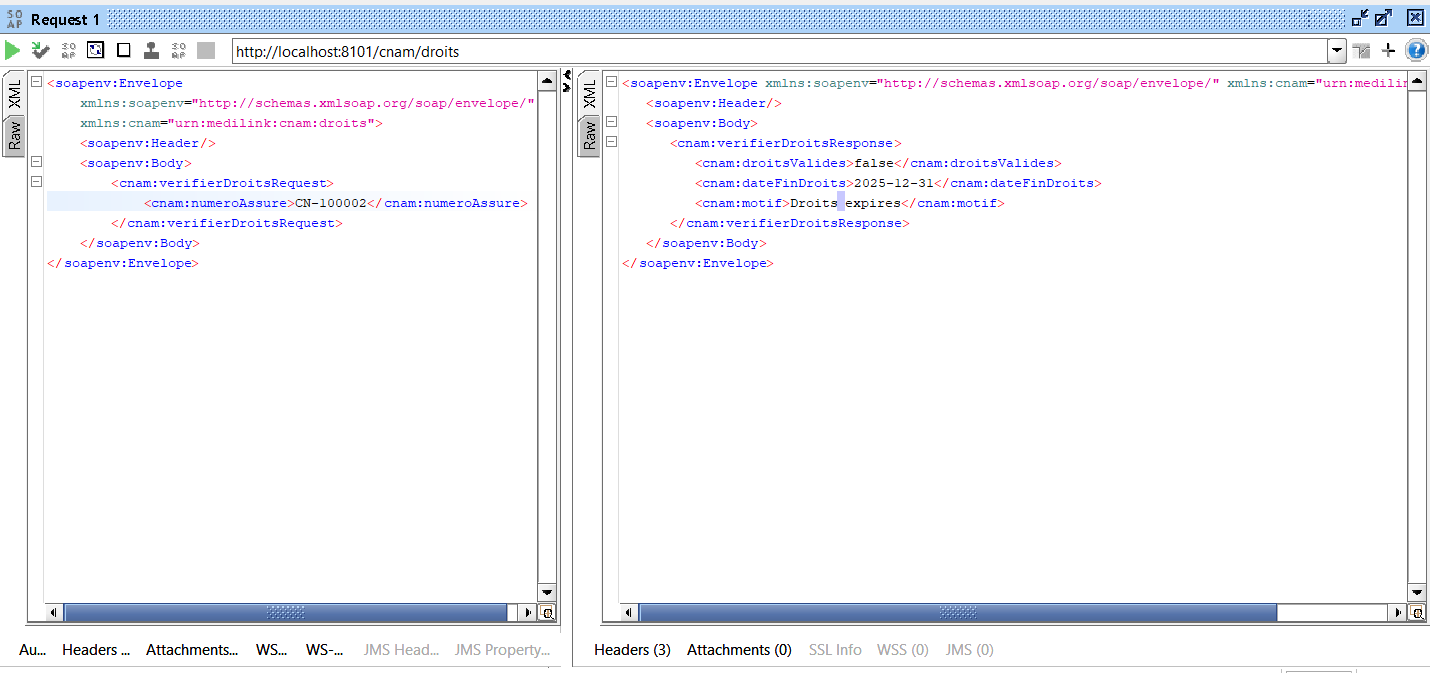 SO AP Request 1
http://localhost:8101/cnam/droits
XML
Raw
<soapenv:Envelope
xmlns:soapenv="http://schemas.xmlsoap.org/soap/envelope/"
xmlns:cnam="urn:medilink:cnam:droits">
<soapenv:Header/>
<soapenv:Body>
<cnam:verifierDroitsRequest>
<cnam:numeroAssure>CN-100002</cnam:numeroAssure>
</cnam:verifierDroitsRequest>
</soapenv:Body>
</soapenv:Envelope>
Au... Headers ... Attachments... WS... WS-... JMS Head... JMS Property...
XML
Raw
<soapenv:Envelope xmlns:soapenv="http://schemas.xmlsoap.org/soap/envelope/" xmlns:cnam="urn:medilin
<soapenv:Header/>
<soapenv:Body>
<cnam:verifierDroitsResponse>
<cnam:droitsValides>false</cnam:droitsValides>
<cnam:dateFinDroits>2025-12-31</cnam:dateFinDroits>
<cnam:motif>Droits expires</cnam:motif>
</cnam:verifierDroitsResponse>
</soapenv:Body>
</soapenv:Envelope>
Headers (3) Attachments (0) SSL Info WSS (0) JMS (0)